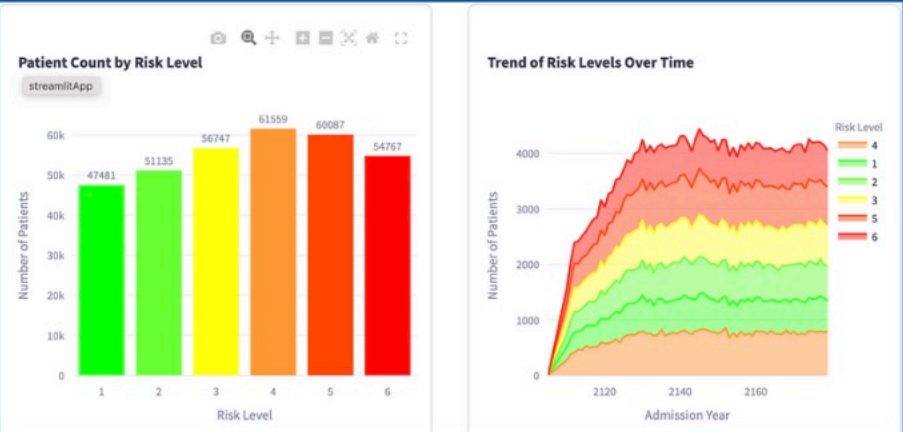 Patient Count by Risk Level
streamlitApp
Number of Patients
60k
50k
40k
30k
20k
10k
0
47481
51135
56747
61559
60087
54767
1
2
3
4
5
6
Risk Level
Trend of Risk Levels Over Time
Number of Patients
4000
3000
2000
1000
0
2120
2140
2160
Admission Year
Risk Level
4
1
2
3
5
6